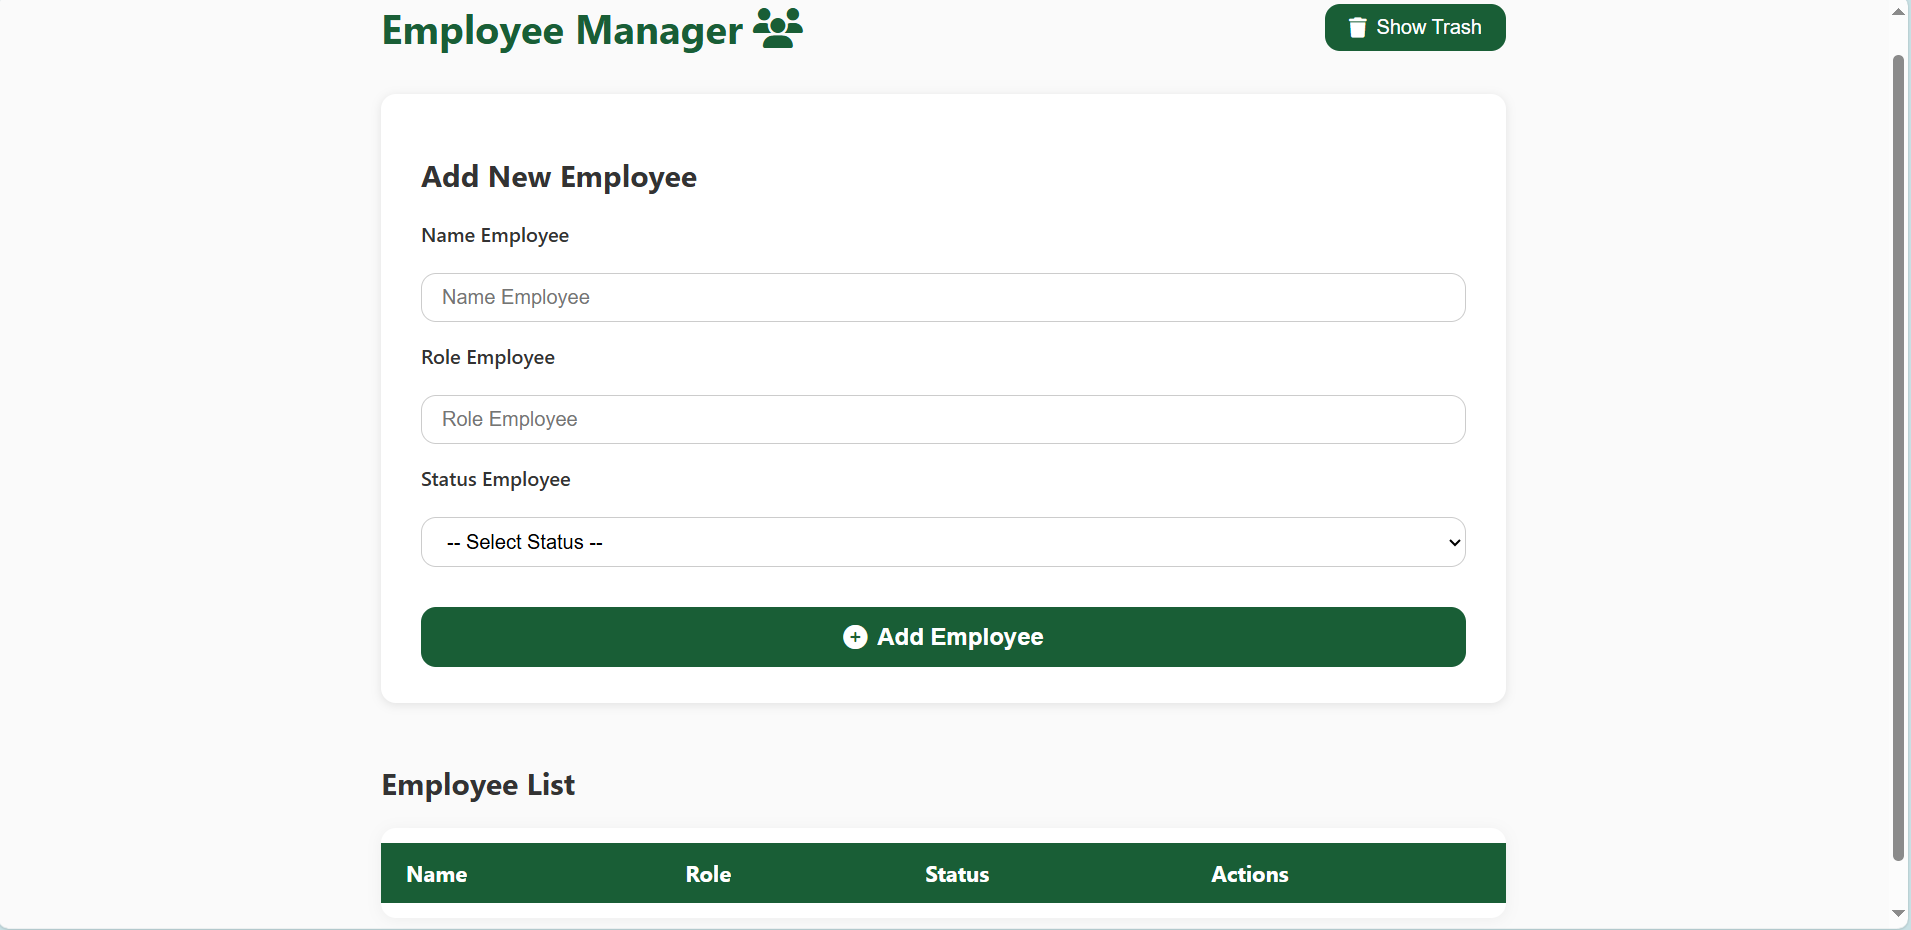 Employee Manager
Show Trash
Add New Employee
Name Employee
Name Employee
Role Employee
Role Employee
Status Employee
-- Select Status --
Add Employee
Employee List
Name Role Status Actions